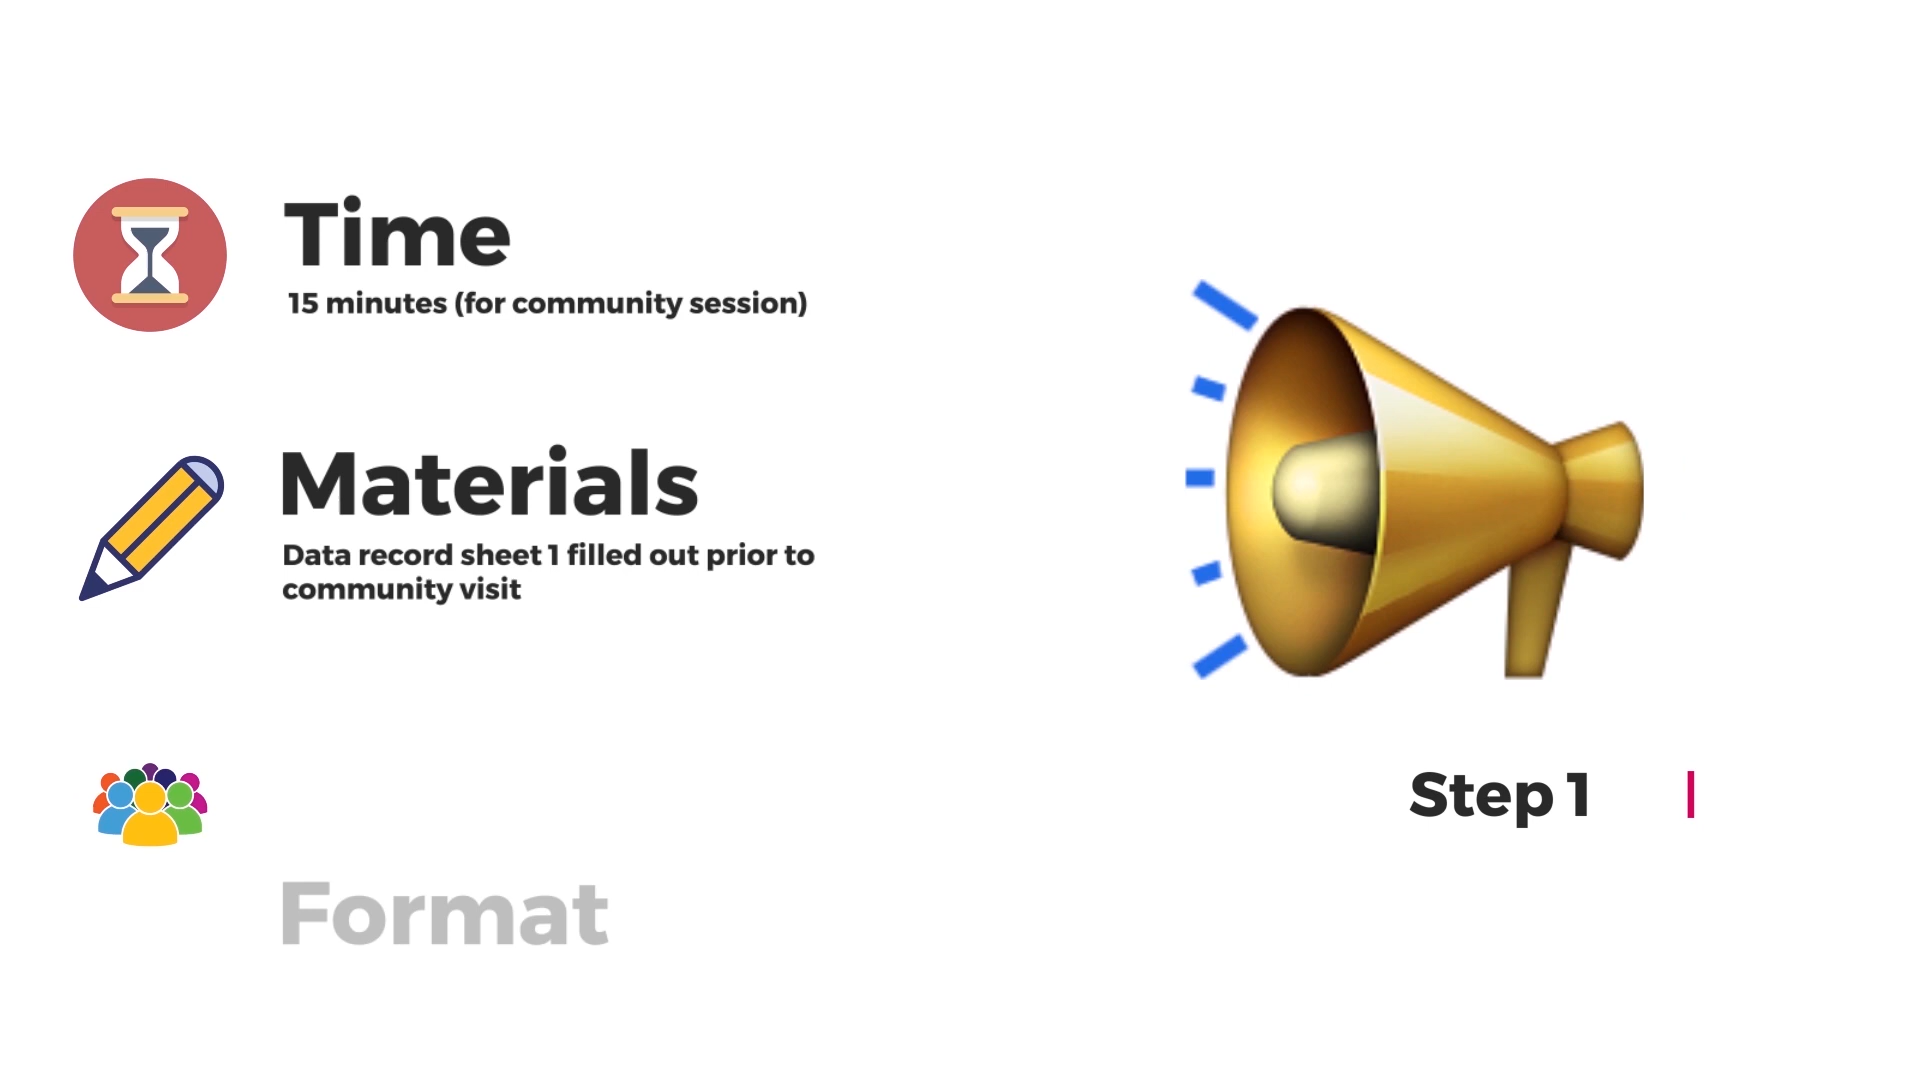 Time
15 minutes (for community session)
Materials
Data record sheet 1 filled out prior to
community visit
Format
Step 1